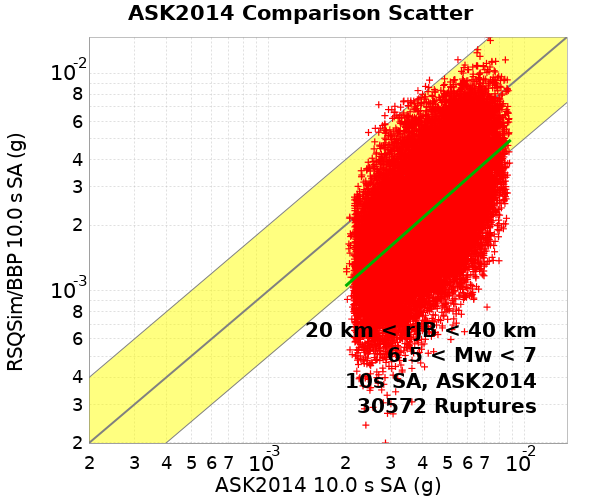 ASK2014 Comparison Scatter
10-2
8
6
4
3
2
10-3
8
6
4
3
2
RSQSim/BBP 10.0 s SA (g)
20 km < rJB < 40 km
6.5 < Mw < 7
10s SA, ASK2014
30572 Ruptures
2 3 4 5 6 7 10-3 2 3 4 5 6 7 10-2
ASK2014 10.0 s SA (g)